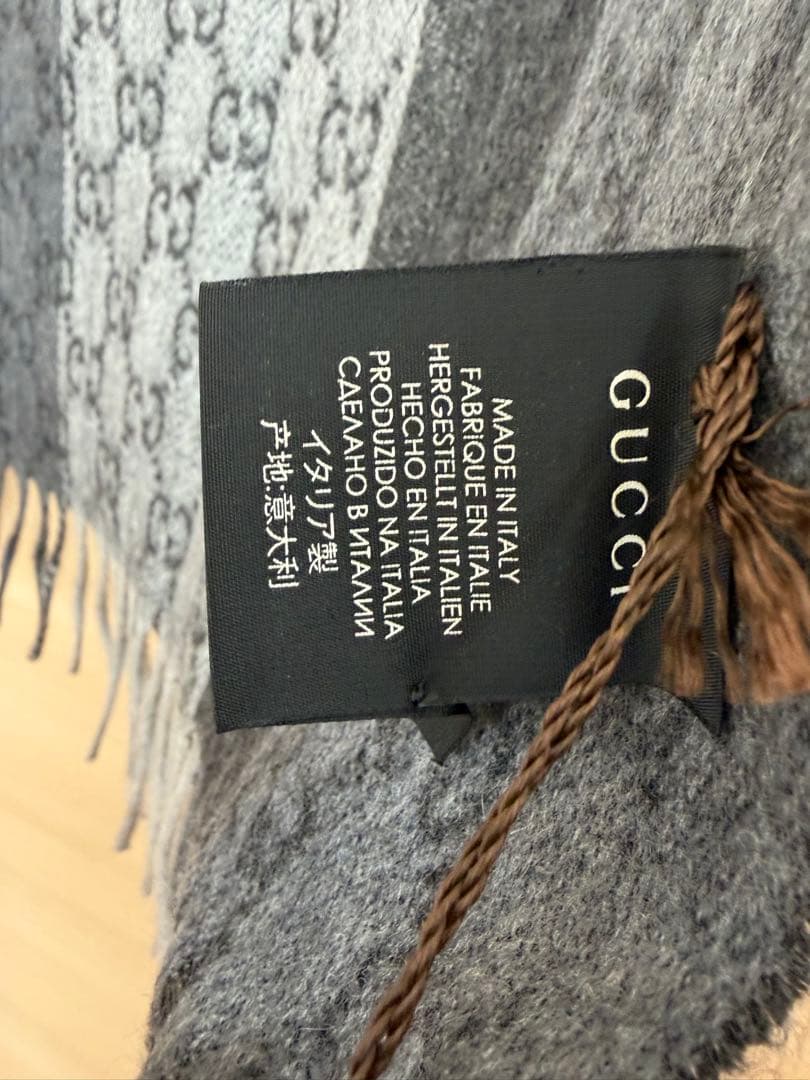 GUCCI
MADE IN ITALY
FABRIQUE EN ITALIE
HERGESTELLT IN ITALIEN
HECHO EN ITALIA
PRODUZIDO NA ITALIA
СДЕЛАНО В ИТАЛИИ
イタリア製
产地:意大利